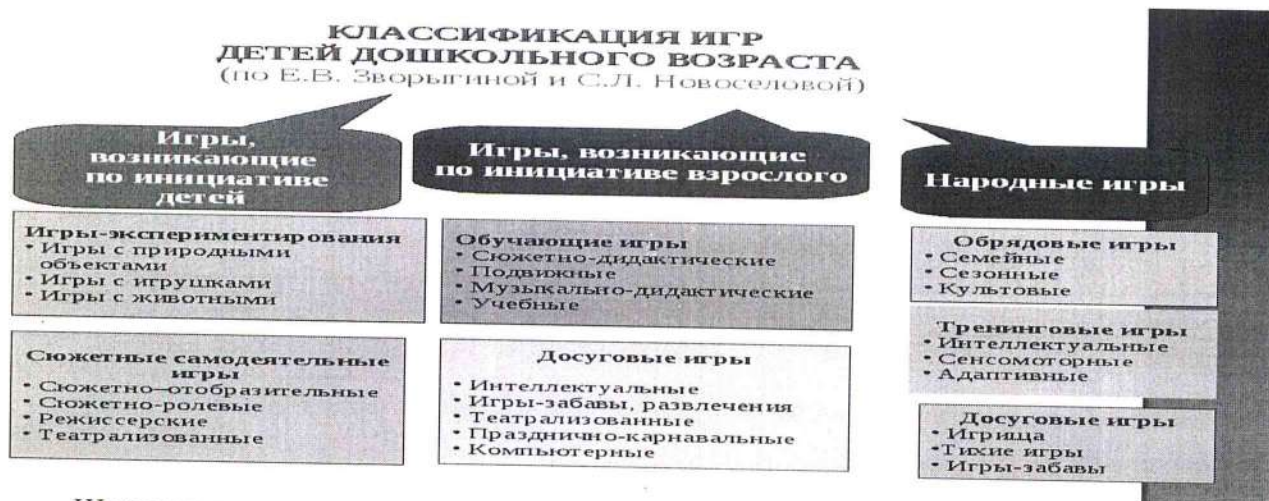 КЛАССИФИКАЦИЯ ИГР
ДЕТЕЙ ДОШКОЛЬНОГО ВОЗРАСТА
(по Е.В. Зворыгиной и С.Л. Новоселовой)
Игры,
возникающие
по инициативе
детей
Игры-экспериментирования
• Игры с природными
объектами
• Игры с игрушками
• Игры с животными
Сюжетные самодеятельные
игры
• Сюжетно–отобразительные
• Сюжетно-ролевые
• Режиссерские
• Театрализованные
Игры, возникающие
по инициативе взрослого
Обучающие игры
• Сюжетно-дидактические
• Подвижные
• Музыкально-дидактические
• Учебные
Досуговые игры
• Интеллектуальные
• Игры-забавы, развлечения
• Театрализованные
• Празднично-карнавальные
• Компьютерные
Народные игры
Обрядовые игры
• Семейные
• Сезонные
• Культовые
Тренинговые игры
• Интеллектуальные
• Сенсомоторные
• Адаптивные
Досуговые игры
• Игрища
• Тихие игры
• Игры-забавы